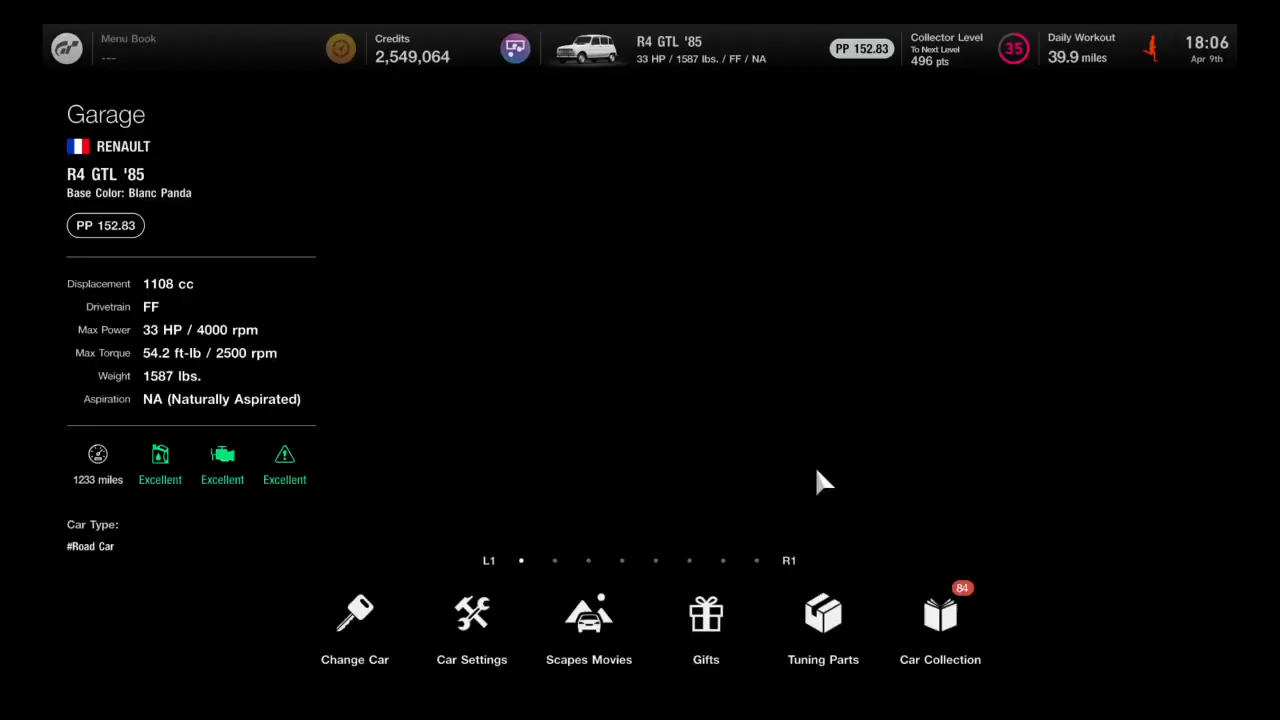 Menu Book
---
Credits
2,549,064
R4 GTL '85
33 HP / 1587 lbs. / FF / NA
PP 152.83
Collector Level
To Next Level
496 pts
35
Daily Workout
39.9 miles
18:06
Apr 9th
Garage
RENAULT
R4 GTL '85
Base Color: Blanc Panda
PP 152.83
Displacement 1108 cc
Drivetrain FF
Max Power 33 HP / 4000 rpm
Max Torque 54.2 ft-lb / 2500 rpm
Weight 1587 lbs.
Aspiration NA (Naturally Aspirated)
1233 miles Excellent Excellent Excellent
Car Type:
#Road Car
L1 R1
84
Change Car Car Settings Scapes Movies Gifts Tuning Parts Car Collection